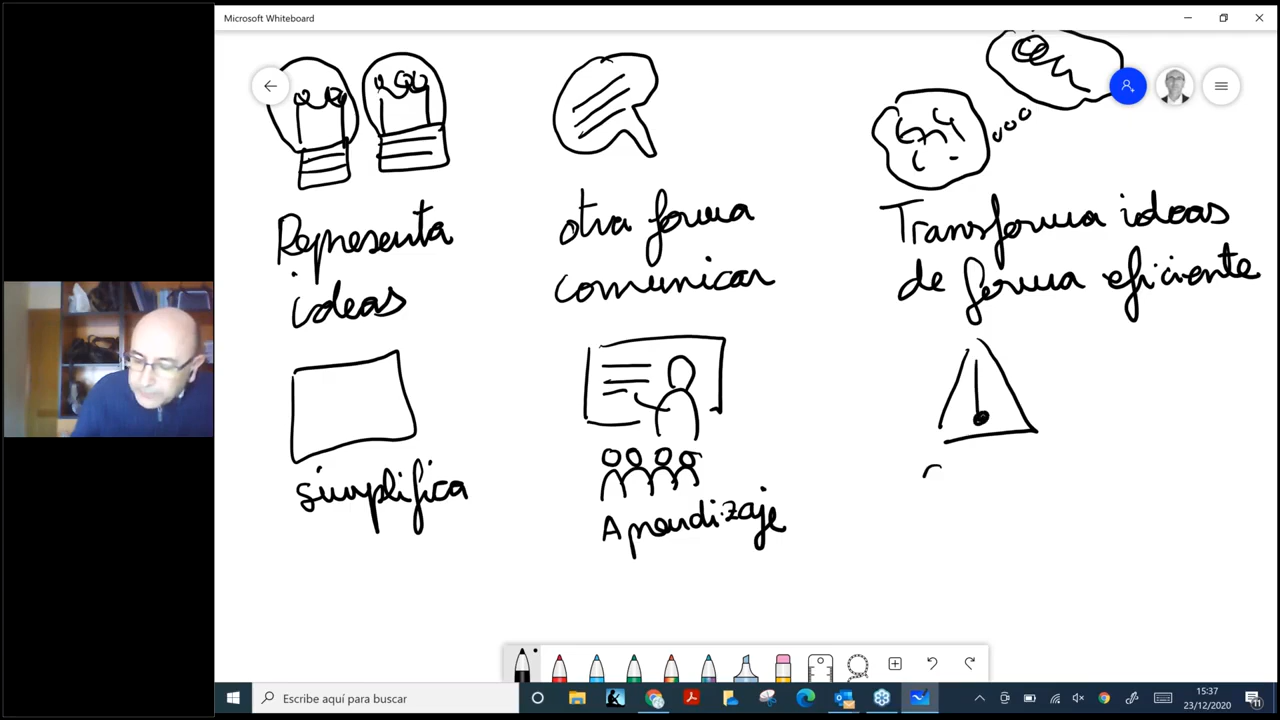 Microsoft Whiteboard
Representa
ideas
otra forma
comunicar
Transforma ideas
de forma eficiente
simplifica
Aprendizaje
Escribe aquí para buscar
15:37
23/12/2020
11